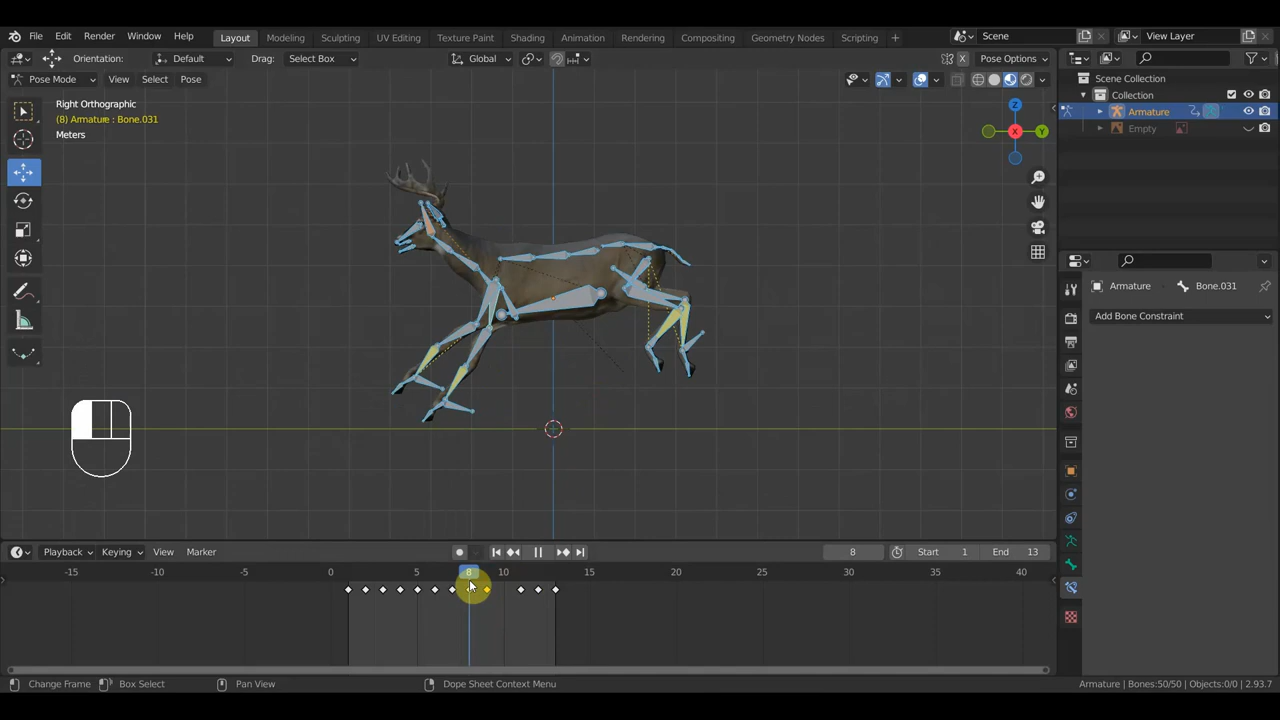 File Edit Render Window Help Layout Modeling Sculpting UV Editing Texture Paint Shading Animation Rendering Compositing Geometry Nodes Scripting + Scene View Layer
Orientation: Default Drag: Select Box Global Pose Options
Pose Mode View Select Pose
Scene Collection
Collection
Armature
Empty
Right Orthographic
(8) Armature : Bone.031
Meters
Z
X
Y
Armature Bone.031
Add Bone Constraint
Playback Keying View Marker 8 Start 1 End 13
-15 -10 -5 0 5 8 10 15 20 25 30 35 40
Change Frame Box Select Pan View Dope Sheet Context Menu Armature | Bones:50/50 | Objects:0/0 | 2.93.7